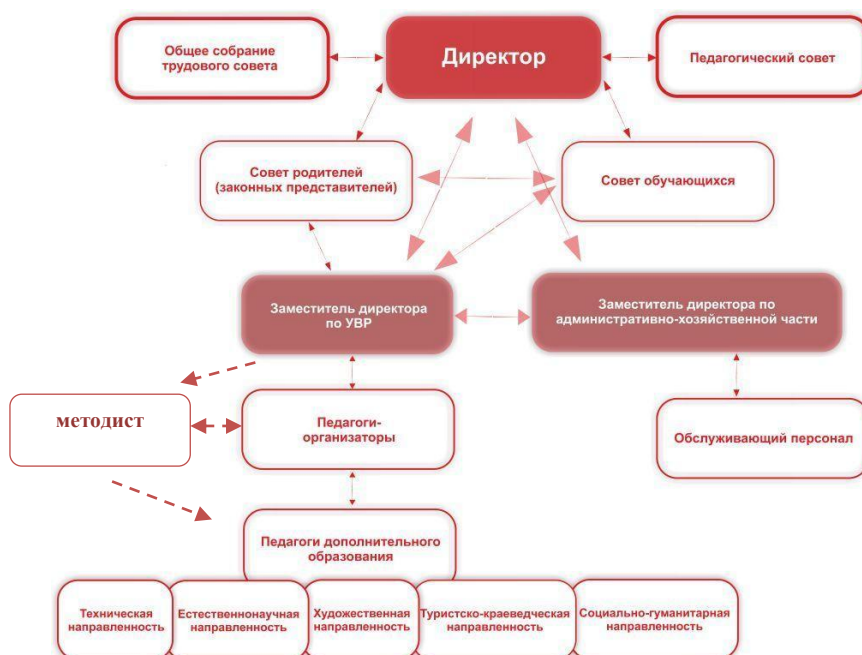 Общее собрание
трудового совета
Директор
Педагогический совет
Совет родителей
(законных представителей)
Совет обучающихся
Заместитель директора
по УВР
Заместитель директора по
административно-хозяйственной части
методист
Педагоги-
организаторы
Обслуживающий персонал
Педагоги дополнительного
образования
Техническая
направленность
Естественнонаучная
направленность
Художественная
направленность
Туристско-краеведческая
направленность
Социально-гуманитарная
направленность